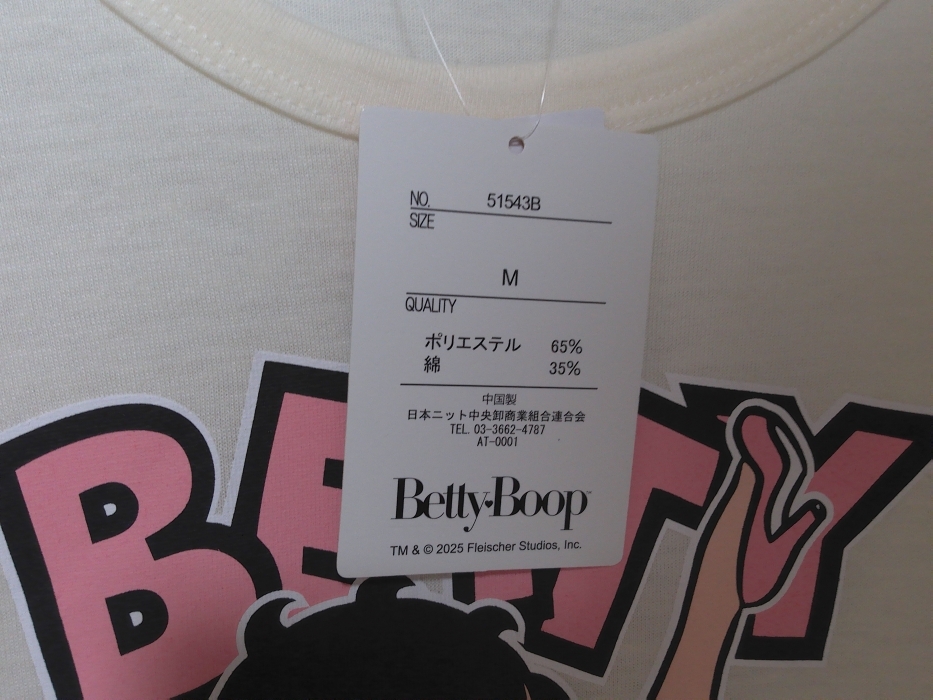 NO. 51543B
SIZE
M
QUALITY
ポリエステル 65%
綿 35%
中国製
日本ニット中央卸商業組合連合会
TEL. 03-3662-4787
AT-0001
Betty♥Boop™
TM & © 2025 Fleischer Studios, Inc.
BETTY